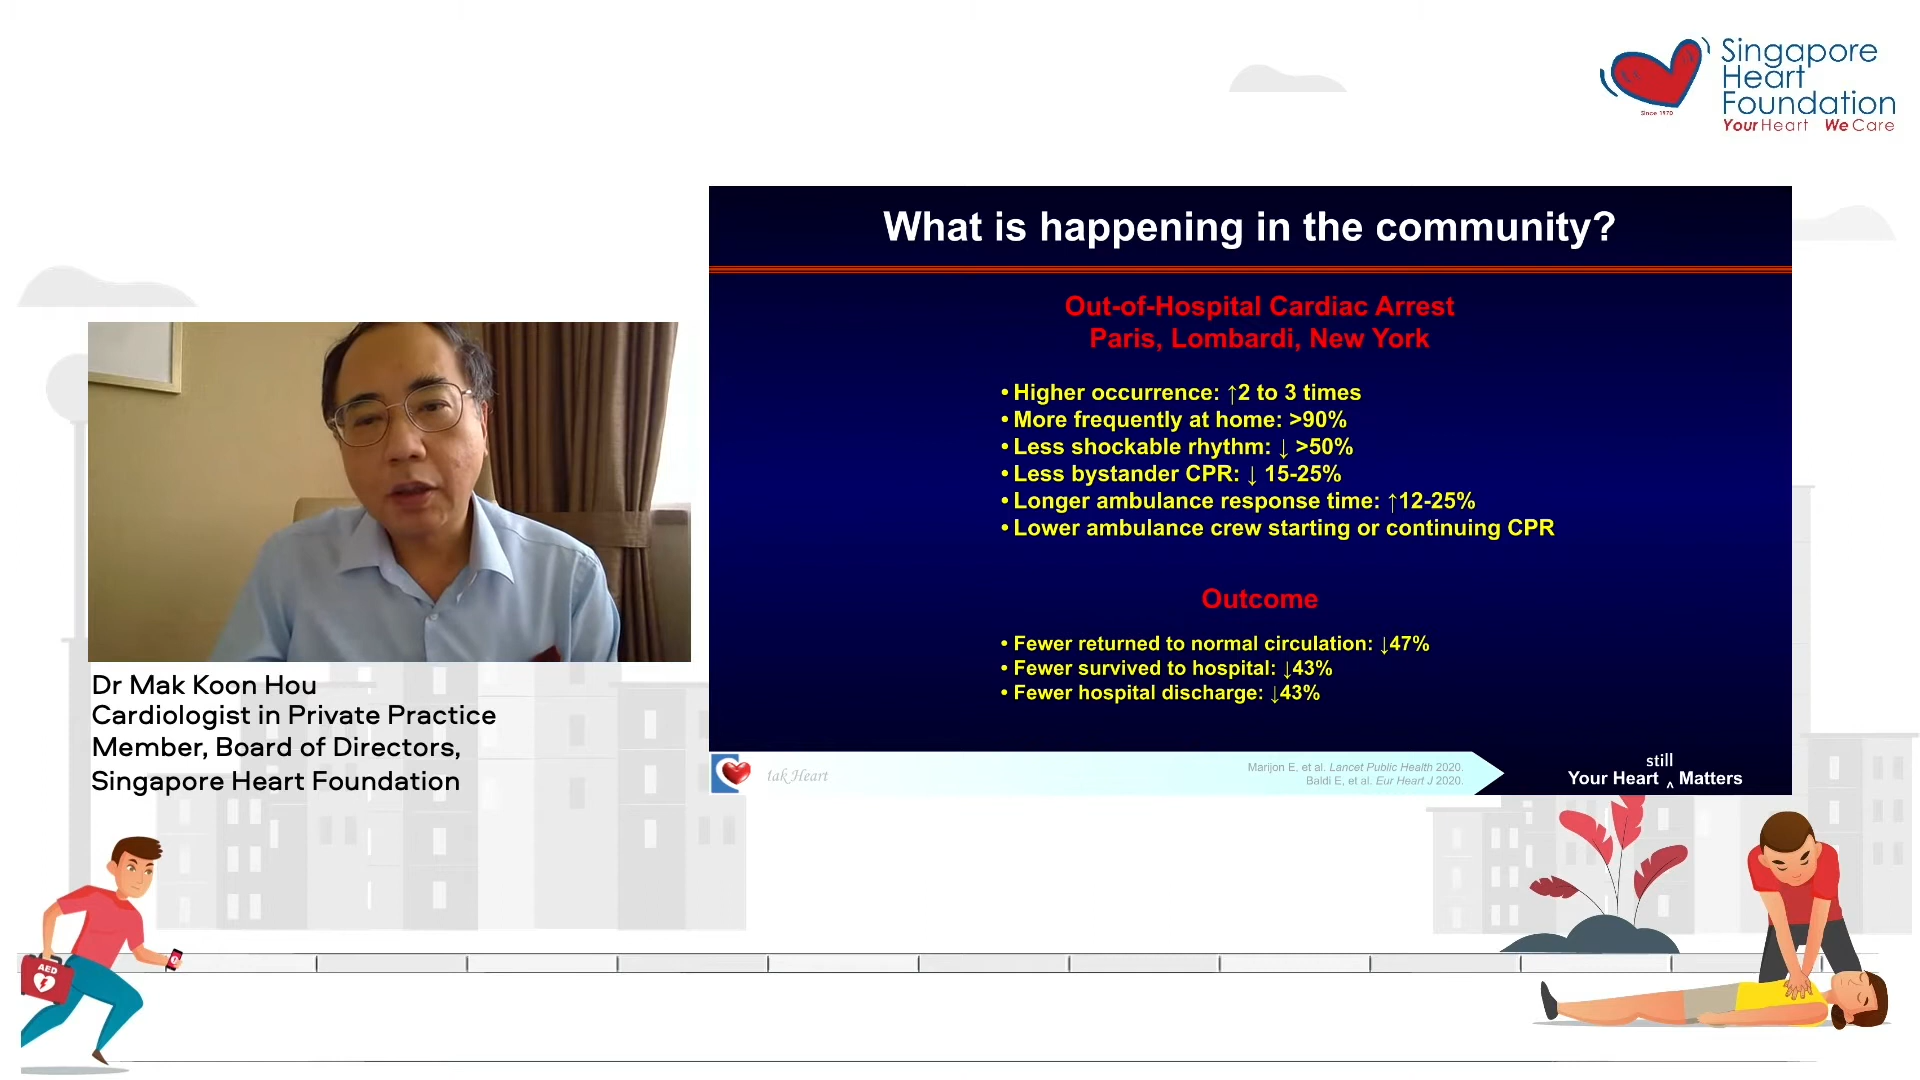 Singapore
Heart
Foundation
Since 1970
Your Heart We Care
What is happening in the community?
Out-of-Hospital Cardiac Arrest
Paris, Lombardi, New York
• Higher occurrence: ↑2 to 3 times
• More frequently at home: >90%
• Less shockable rhythm: ↓ >50%
• Less bystander CPR: ↓ 15-25%
• Longer ambulance response time: ↑12-25%
• Lower ambulance crew starting or continuing CPR
Outcome
• Fewer returned to normal circulation: ↓47%
• Fewer survived to hospital: ↓43%
• Fewer hospital discharge: ↓43%
Heart
Marijon E, et al. Lancet Public Health 2020.
Baldi E, et al. Eur Heart J 2020.
still
Your Heart ^ Matters
Dr Mak Koon Hou
Cardiologist in Private Practice
Member, Board of Directors,
Singapore Heart Foundation
AED